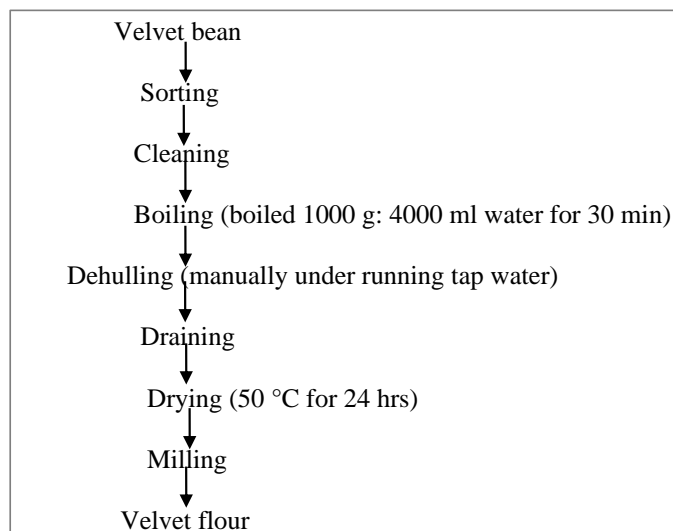 Velvet bean
Sorting
Cleaning
Boiling (boiled 1000 g: 4000 ml water for 30 min)
Dehulling (manually under running tap water)
Draining
Drying (50 °C for 24 hrs)
Milling
Velvet flour